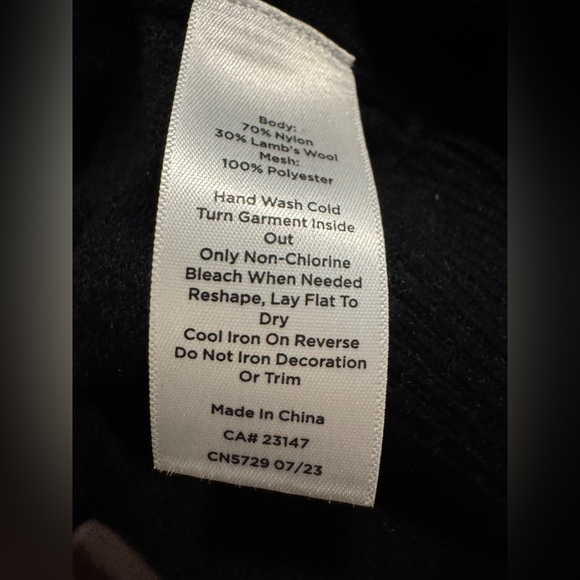 Body:
70% Nylon
30% Lamb's Wool
Mesh:
100% Polyester
Hand Wash Cold
Turn Garment Inside
Out
Only Non-Chlorine
Bleach When Needed
Reshape, Lay Flat To
Dry
Cool Iron On Reverse
Do Not Iron Decoration
Or Trim
Made In China
CA# 23147
CN5729 07/23